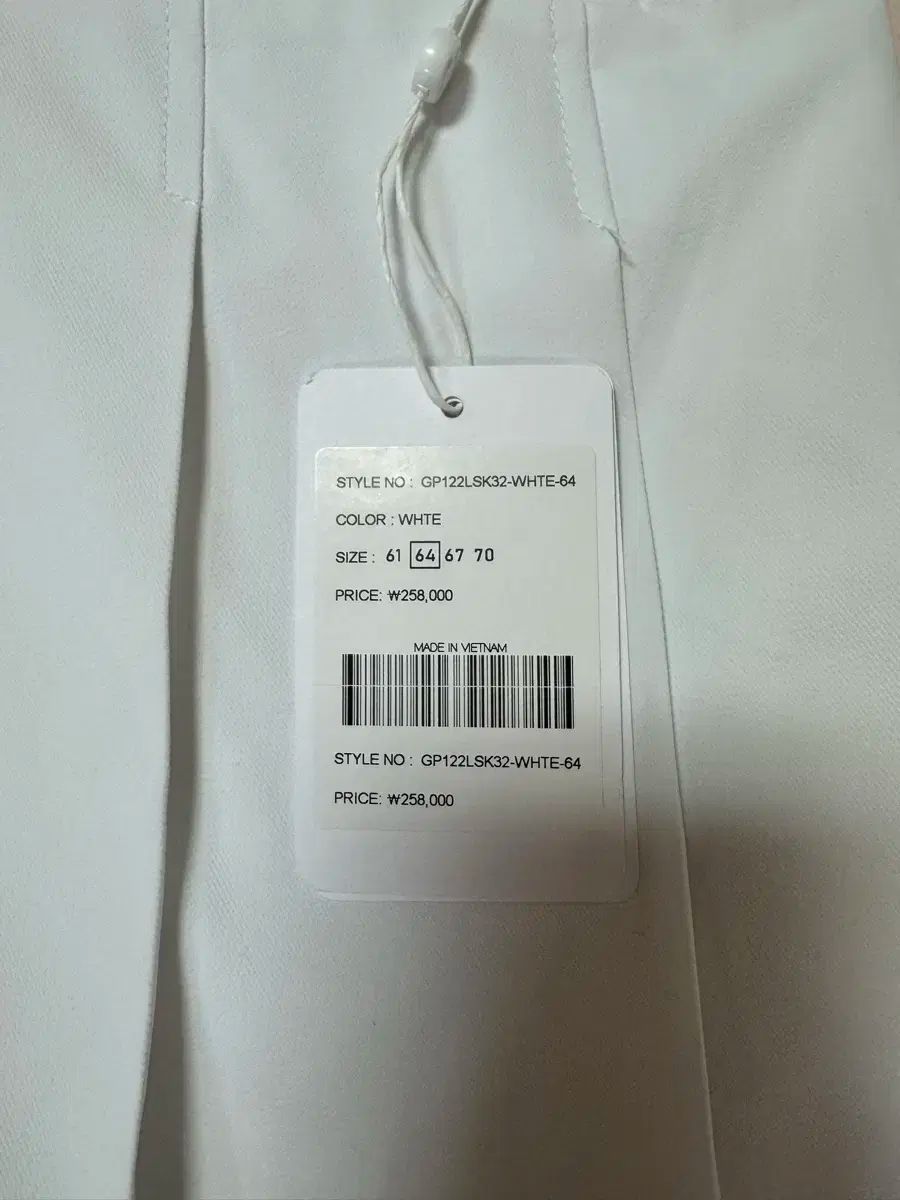 STYLE NO : GP122LSK32-WHTE-64
COLOR : WHTE
SIZE : 61 64 67 70
PRICE: ₩258,000
MADE IN VIETNAM
STYLE NO : GP122LSK32-WHTE-64
PRICE: ₩258,000